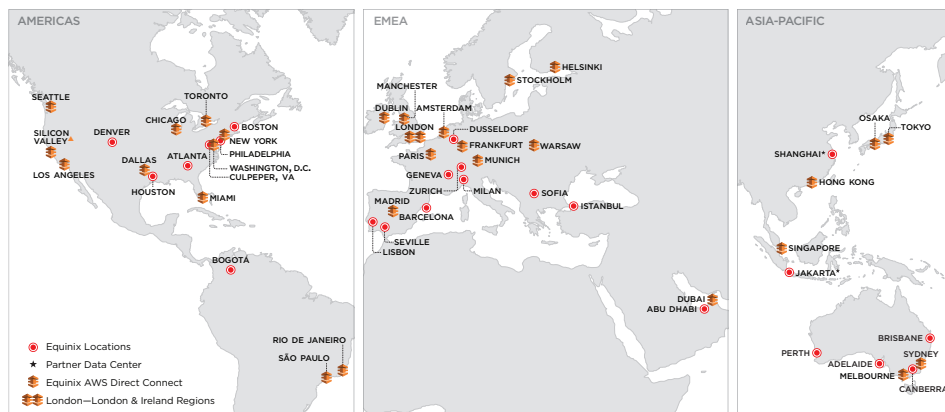 AMERICAS
SEATTLE
SILICON
VALLEY
LOS ANGELES
DENVER
DALLAS
HOUSTON
CHICAGO
TORONTO
ATLANTA
BOSTON
NEW YORK
PHILADELPHIA
WASHINGTON, D.C.
CULPEPER, VA
MIAMI
BOGOTÁ
RIO DE JANEIRO
SÃO PAULO
Equinix Locations
★ Partner Data Center
Equinix AWS Direct Connect
London—London & Ireland Regions
EMEA
HELSINKI
STOCKHOLM
MANCHESTER
DUBLIN
AMSTERDAM
LONDON
DUSSELDORF
FRANKFURT
WARSAW
PARIS
MUNICH
GENEVA
ZURICH
MILAN
MADRID
BARCELONA
SOFIA
ISTANBUL
SEVILLE
LISBON
DUBAI
ABU DHABI
ASIA-PACIFIC
OSAKA
TOKYO
SHANGHAI★
HONG KONG
SINGAPORE
JAKARTA★
BRISBANE
PERTH
ADELAIDE
SYDNEY
MELBOURNE
CANBERRA